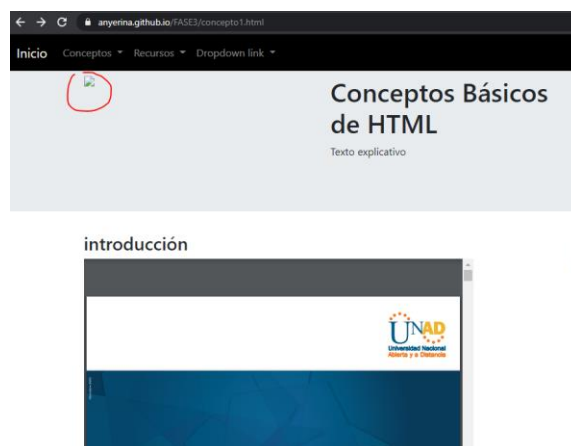 anyerina.github.io/FASE3/concepto1.html
Inicio Conceptos Recursos Dropdown link
Conceptos Básicos
de HTML
Texto explicativo
introducción
UNAD
Universidad Nacional
Abierta y a Distancia